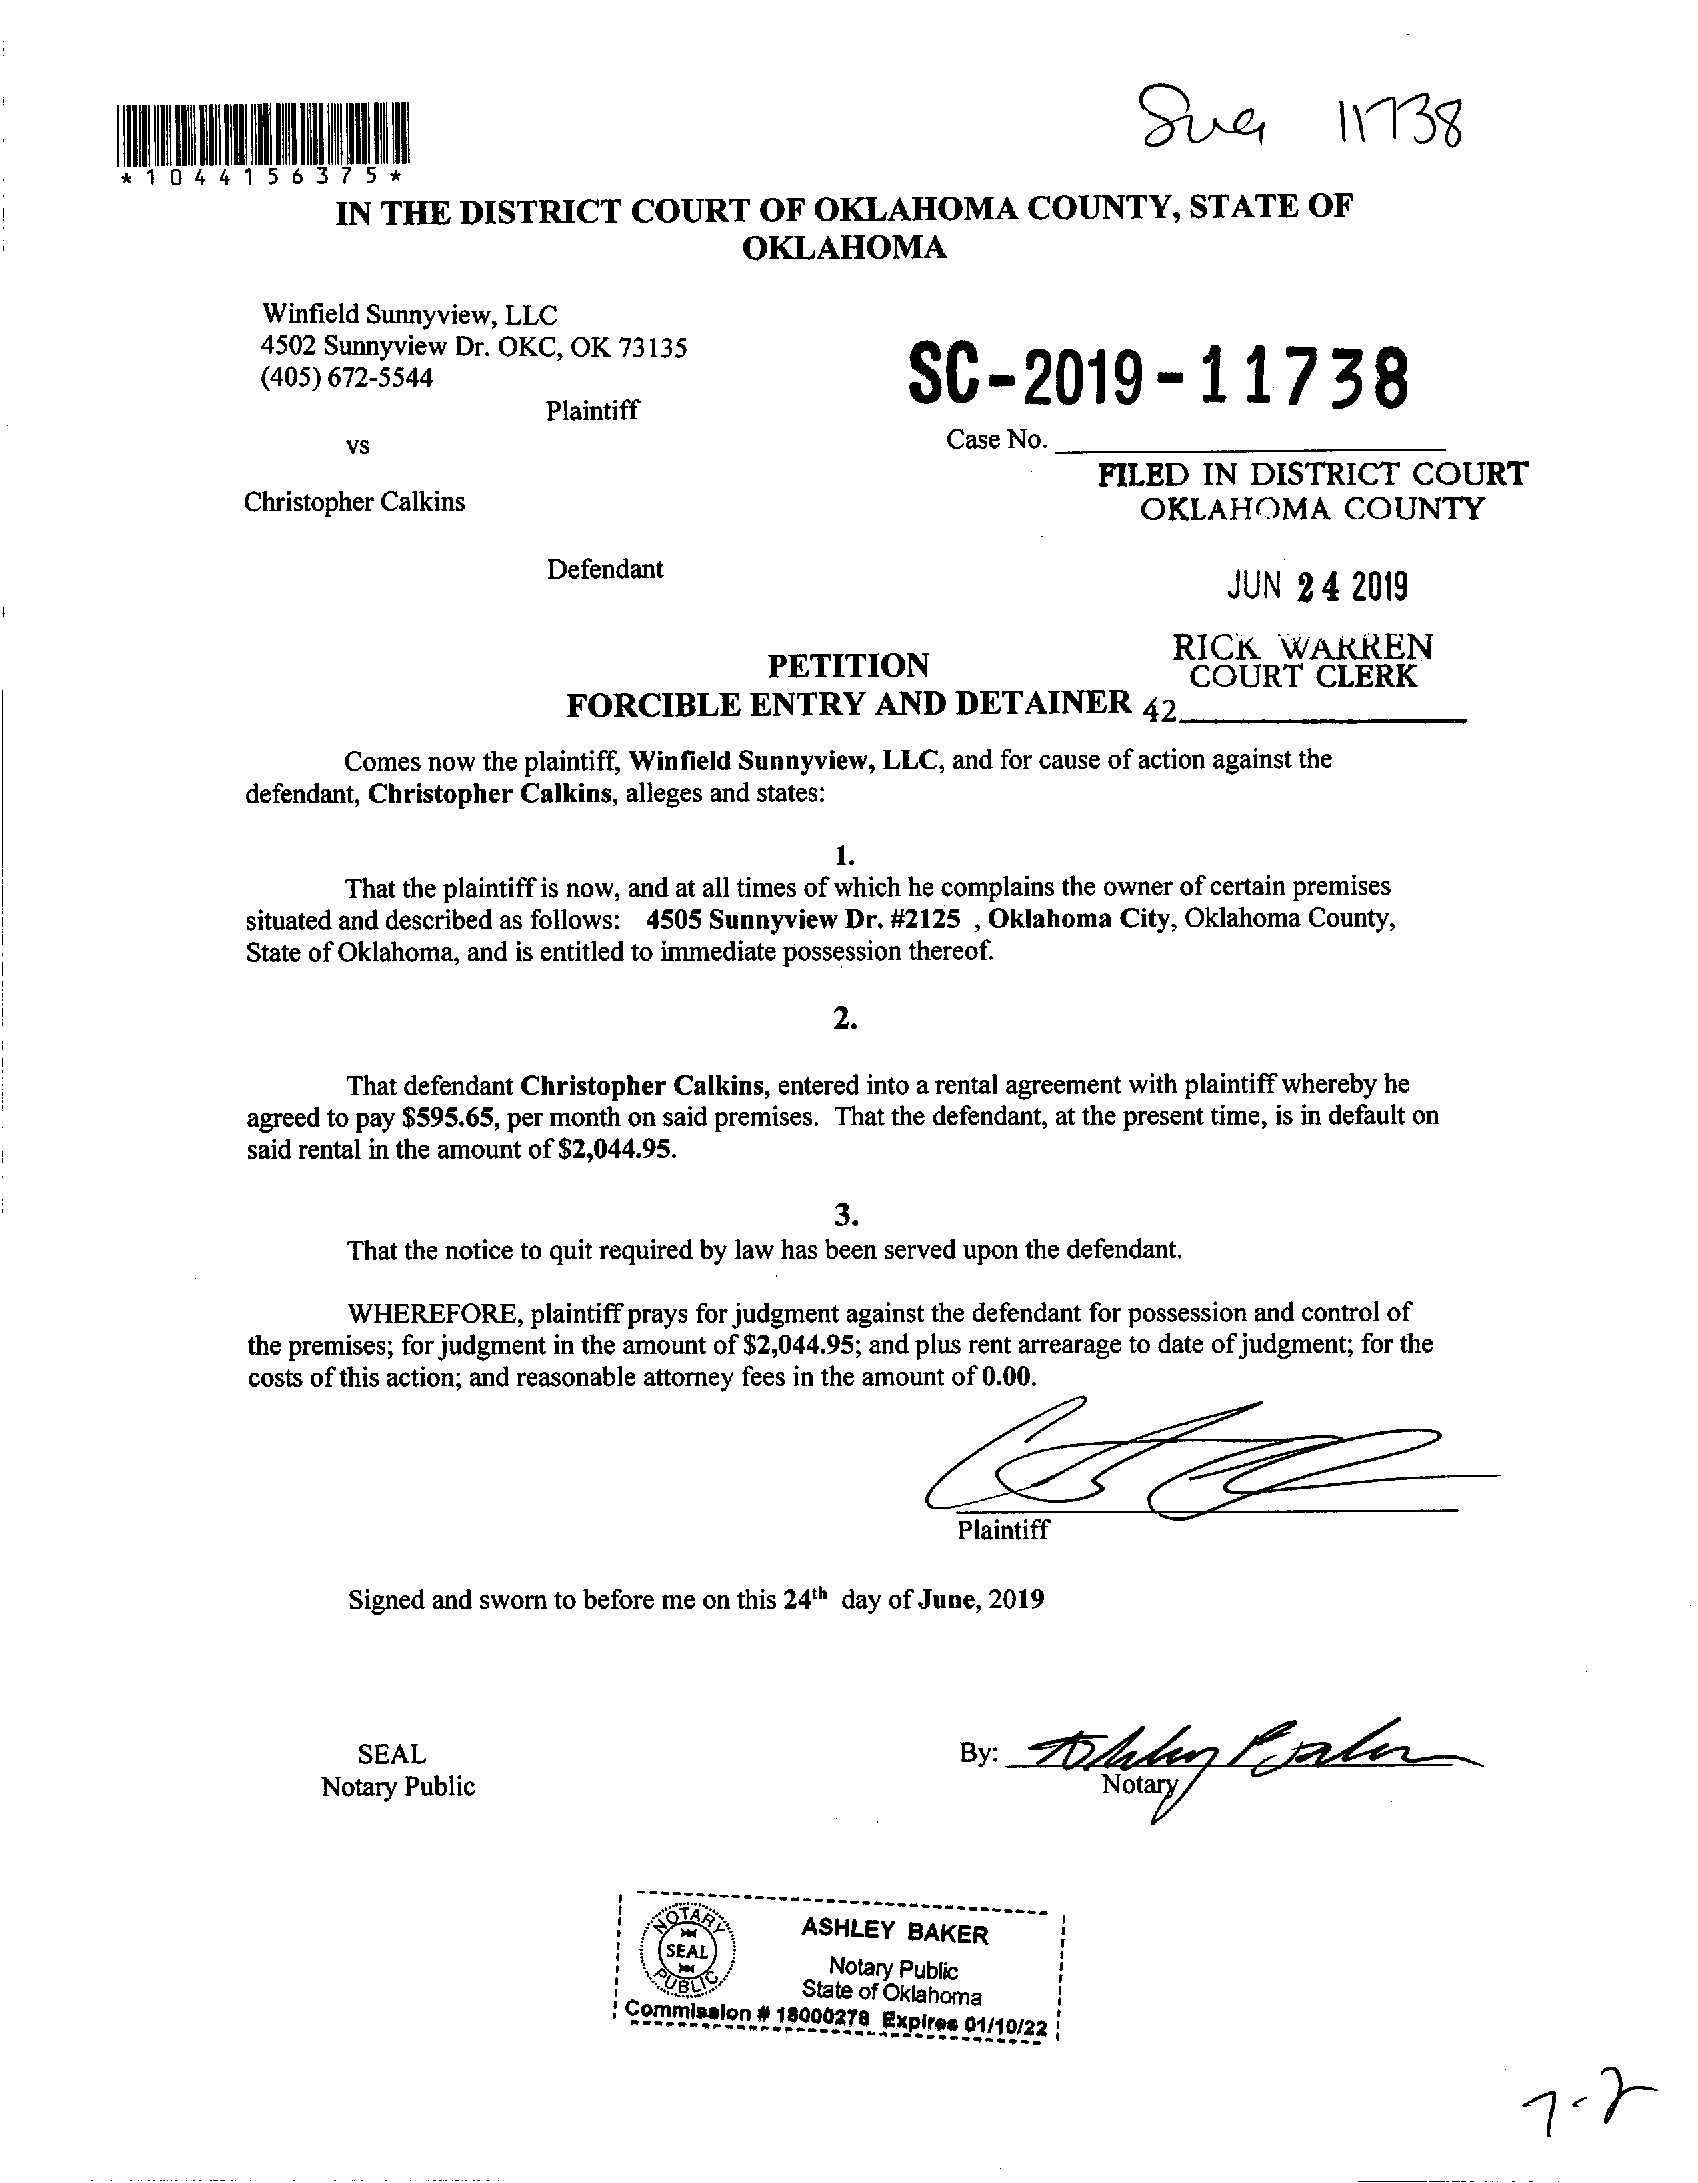 11738
*1044156375*
IN THE DISTRICT COURT OF OKLAHOMA COUNTY, STATE OF
OKLAHOMA
Winfield Sunnyview, LLC
4502 Sunnyview Dr. OKC, OK 73135
(405) 672-5544
Plaintiff
vs
Christopher Calkins
Defendant
SC-2019-11738
Case No.
FILED IN DISTRICT COURT
OKLAHOMA COUNTY
JUN 24 2019
RICK WARREN
COURT CLERK
42
PETITION
FORCIBLE ENTRY AND DETAINER
Comes now the plaintiff, Winfield Sunnyview, LLC, and for cause of action against the
defendant, Christopher Calkins, alleges and states:
1.
That the plaintiff is now, and at all times of which he complains the owner of certain premises
situated and described as follows: 4505 Sunnyview Dr. #2125 , Oklahoma City, Oklahoma County,
State of Oklahoma, and is entitled to immediate possession thereof.
2.
That defendant Christopher Calkins, entered into a rental agreement with plaintiff whereby he
agreed to pay $595.65, per month on said premises. That the defendant, at the present time, is in default on
said rental in the amount of $2,044.95.
3.
That the notice to quit required by law has been served upon the defendant.
WHEREFORE, plaintiff prays for judgment against the defendant for possession and control of
the premises; for judgment in the amount of $2,044.95; and plus rent arrearage to date of judgment; for the
costs of this action; and reasonable attorney fees in the amount of 0.00.
Plaintiff
Signed and sworn to before me on this 24th day of June, 2019
SEAL
Notary Public
By: Ashley Baker
Notary
NOTARY
SEAL
PUBLIC
ASHLEY BAKER
Notary Public
State of Oklahoma
Commission # 18000278 Expires 01/10/22
7-2